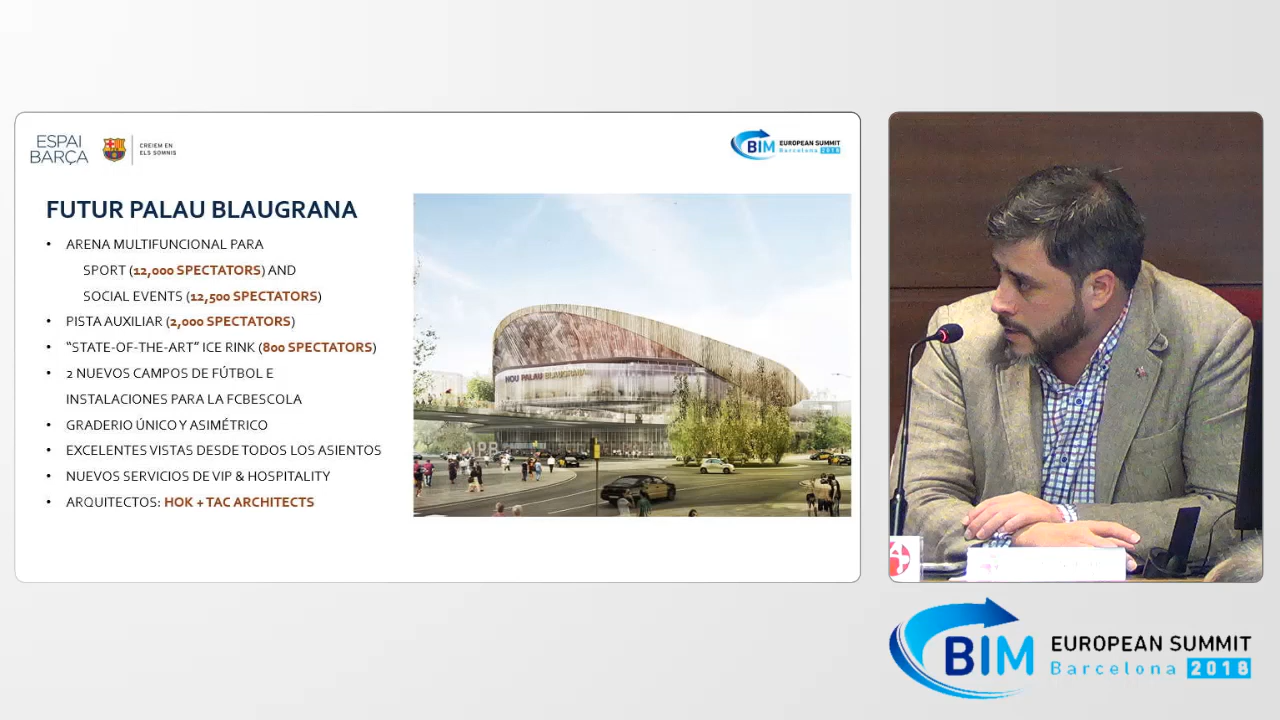 ESPAI
BARÇA
CREIEM EN
ELS SOMNIS
BIM EUROPEAN SUMMIT
Barcelona 2018
FUTUR PALAU BLAUGRANA
• ARENA MULTIFUNCIONAL PARA
SPORT (12,000 SPECTATORS) AND
SOCIAL EVENTS (12,500 SPECTATORS)
• PISTA AUXILIAR (2,000 SPECTATORS)
• “STATE-OF-THE-ART” ICE RINK (800 SPECTATORS)
• 2 NUEVOS CAMPOS DE FÚTBOL E
INSTALACIONES PARA LA FCBESCOLA
• GRADERIO ÚNICO Y ASIMÉTRICO
• EXCELENTES VISTAS DESDE TODOS LOS ASIENTOS
• NUEVOS SERVICIOS DE VIP & HOSPITALITY
• ARQUITECTOS: HOK + TAC ARCHITECTS
NOU PALAU BLAUGRANA
BIM EUROPEAN SUMMIT
Barcelona 2018